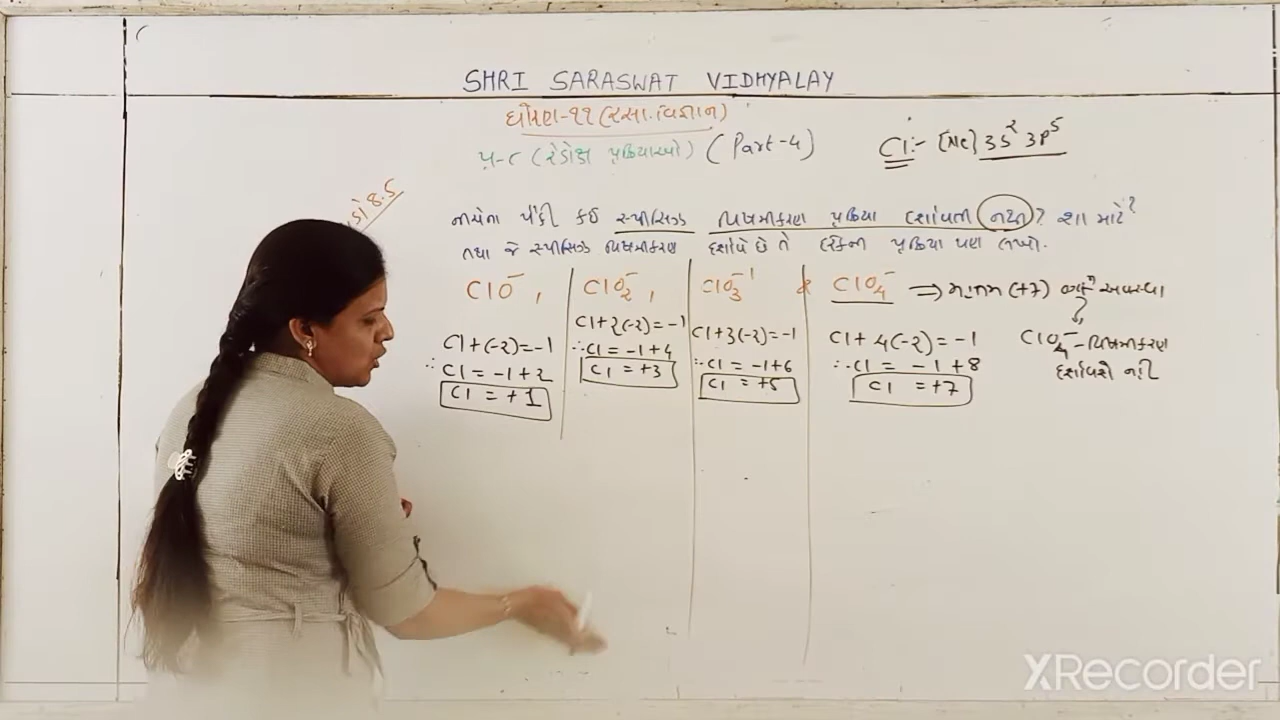 SHRI SARASWAT VIDHYALAY
ધોરણ-૧૧ (રસા.વિજ્ઞાન)
પ્ર-૮ (રેડોક્ષ પ્રક્રિયાઓ) (Part-4)
Cl:- [Ne] 3s² 3p⁵
8.5
નીચેના પૈકી કઈ સ્પીસિઝ વિષમીકરણ પ્રક્રિયા દર્શાવતી નથી? શા માટે?
તથા જે સ્પીસિઝ વિષમીકરણ દર્શાવે છે તે દરેકની પ્રક્રિયા પણ લખો.
ClO⁻, ClO₂⁻, ClO₃⁻¹ & ClO₄⁻ ⇒ મહત્તમ (+7) અવસ્થા
Cl+(-2)=-1
∴ Cl = -1+2
Cl = +1
Cl+2(-2)=-1
∴ Cl = -1+4
Cl = +3
Cl+3(-2)=-1
∴ Cl = -1+6
Cl = +5
Cl+4(-2)=-1
∴ Cl = -1+8
Cl = +7
ClO₄⁻ - વિષમીકરણ
દર્શાવશે નહીં
XRecorder